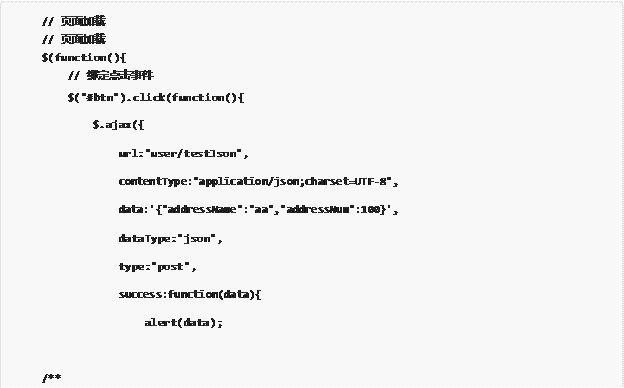 // 页面加载
// 页面加载
$(function(){
// 绑定点击事件
$("#btn").click(function(){
$.ajax({
url:"user/testJson",
contentType:"application/json;charset=UTF-8",
data:'{"addressName":"aa","addressNum":100}',
dataType:"json",
type:"post",
success:function(data){
alert(data);
/**